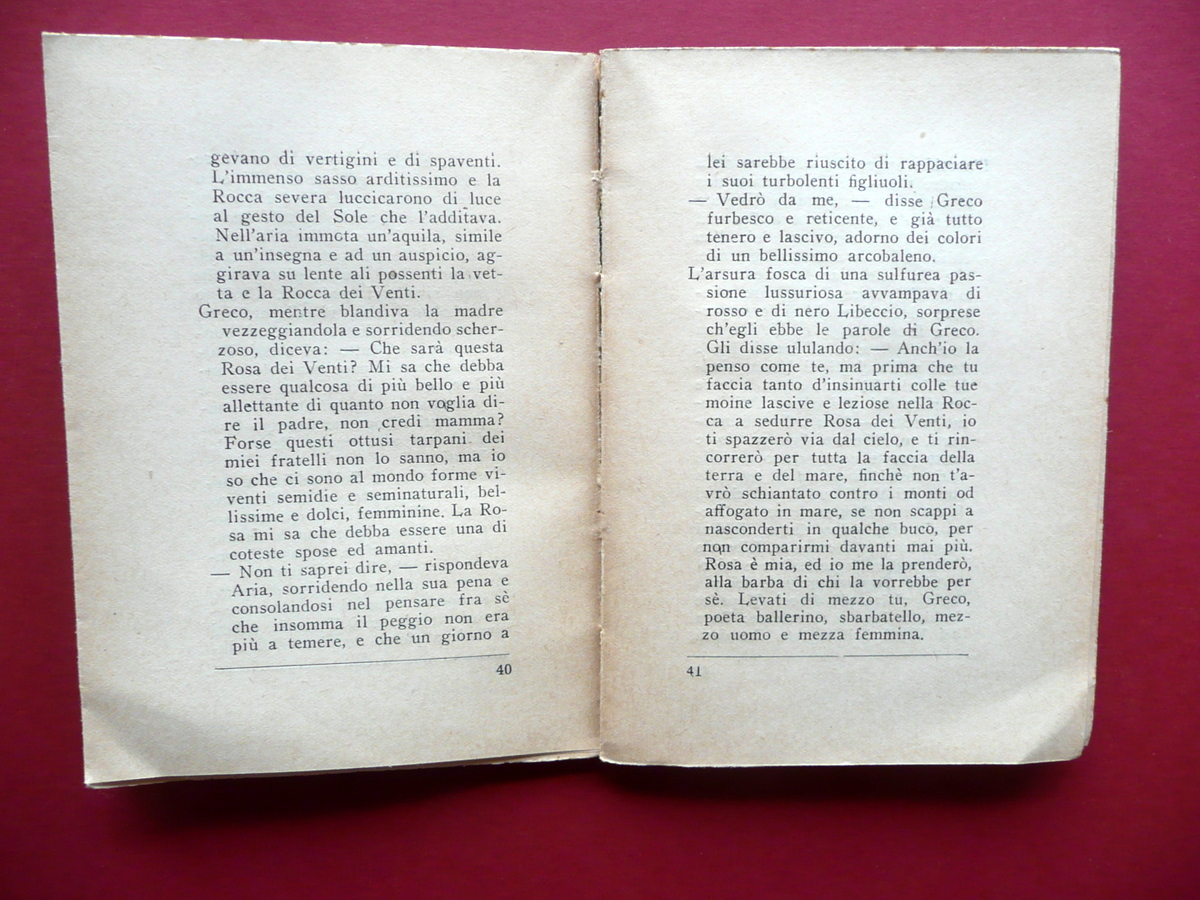 gevano di vertigini e di spaventi.
L'immenso sasso arditissimo e la
Rocca severa luccicarono di luce
al gesto del Sole che l'additava.
Nell'aria immota un'aquila, simile
a un'insegna e ad un auspicio, ag-
girava su lente ali possenti la vet-
ta e la Rocca dei Venti.
Greco, mentre blandiva la madre
vezzeggiandola e sorridendo scher-
zoso, diceva: — Che sarà questa
Rosa dei Venti? Mi sa che debba
essere qualcosa di più bello e più
allettante di quanto non voglia di-
re il padre, non credi mamma?
Forse questi ottusi tarpani dei
miei fratelli non lo sanno, ma io
so che ci sono al mondo forme vi-
venti semidie e seminaturali, bel-
lissime e dolci, femminine. La Ro-
sa mi sa che debba essere una di
coteste spose ed amanti.
— Non ti saprei dire, — rispondeva
Aria, sorridendo nella sua pena e
consolandosi nel pensare fra sè
che insomma il peggio non era
più a temere, e che un giorno a
40
lei sarebbe riuscito di rappaciare
i suoi turbolenti figliuoli.
— Vedrò da me, — disse Greco
furbesco e reticente, e già tutto
tenero e lascivo, adorno dei colori
di un bellissimo arcobaleno.
L'arsura fosca di una sulfurea pas-
sione lussuriosa avvampava di
rosso e di nero Libeccio, sorprese
ch'egli ebbe le parole di Greco.
Gli disse ululando: — Anch'io la
penso come te, ma prima che tu
faccia tanto d'insinuarti colle tue
moine lascive e leziose nella Roc-
ca a sedurre Rosa dei Venti, io
ti spazzerò via dal cielo, e ti rin-
correrò per tutta la faccia della
terra e del mare, finchè non t'a-
vrò schiantato contro i monti od
affogato in mare, se non scappi a
nasconderti in qualche buco, per
non comparirmi davanti mai più.
Rosa è mia, ed io me la prenderò,
alla barba di chi la vorrebbe per
sè. Levati di mezzo tu, Greco,
poeta ballerino, sbarbatello, mez-
zo uomo e mezza femmina.
41